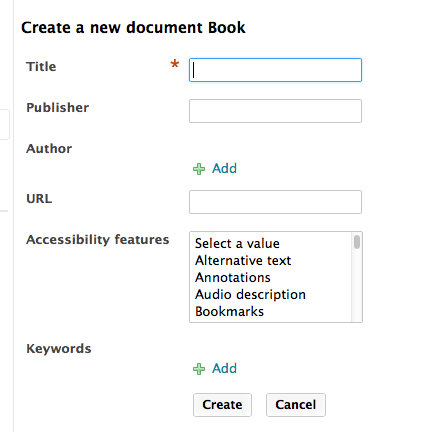 Create a new document Book
Title *
Publisher
Author
Add
URL
Accessibility features
Select a value
Alternative text
Annotations
Audio description
Bookmarks
Keywords
Add
Create Cancel